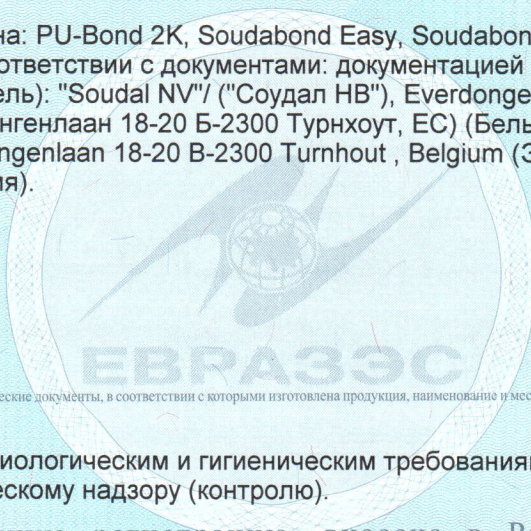 на: PU-Bond 2K, Soudabond Easy, Soudabon
ответствии с документами: документацией
ель): "Soudal NV"/ ("Соудал НВ"), Everdonge
нгенлаан 18-20 Б-2300 Турнхоут, ЕС) (Бель
ngenlaan 18-20 B-2300 Turnhout , Belgium (Э
ия).
ЕВРАЗЭС
еские документы, в соответствии с которыми изготовлена продукция, наименование и мес
иологическим и гигиеническим требования
ескому надзору (контролю).